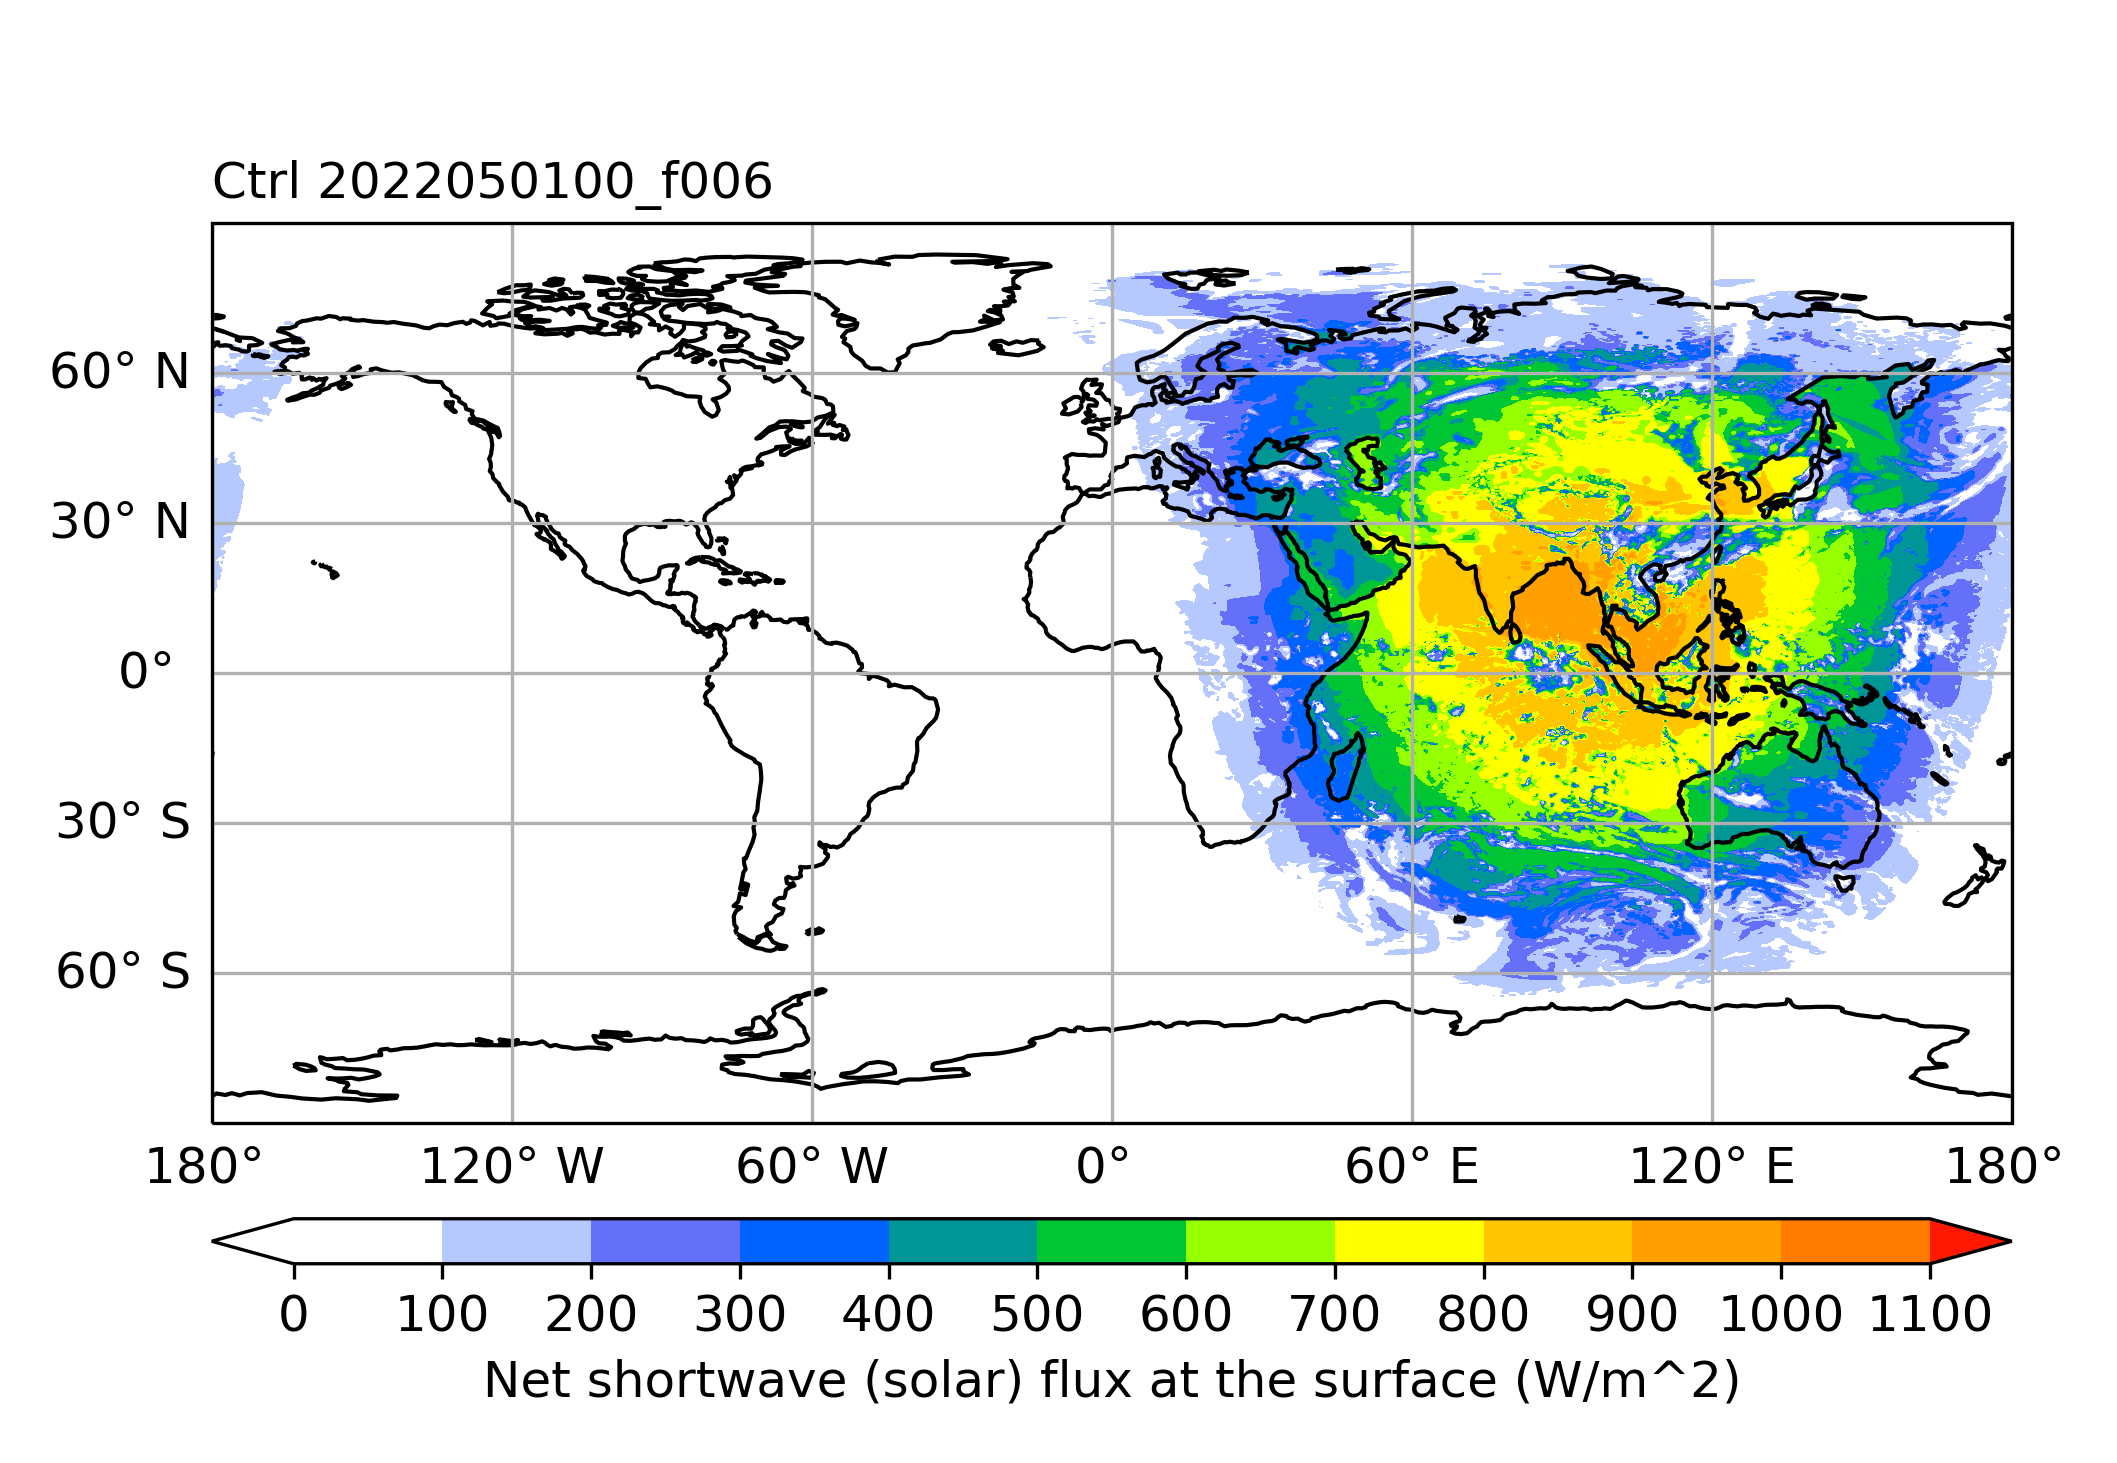 Ctrl 2022050100_f006
60° N
30° N
0°
30° S
60° S
180° 120° W 60° W 0° 60° E 120° E 180°
0 100 200 300 400 500 600 700 800 900 1000 1100
Net shortwave (solar) flux at the surface (W/m^2)